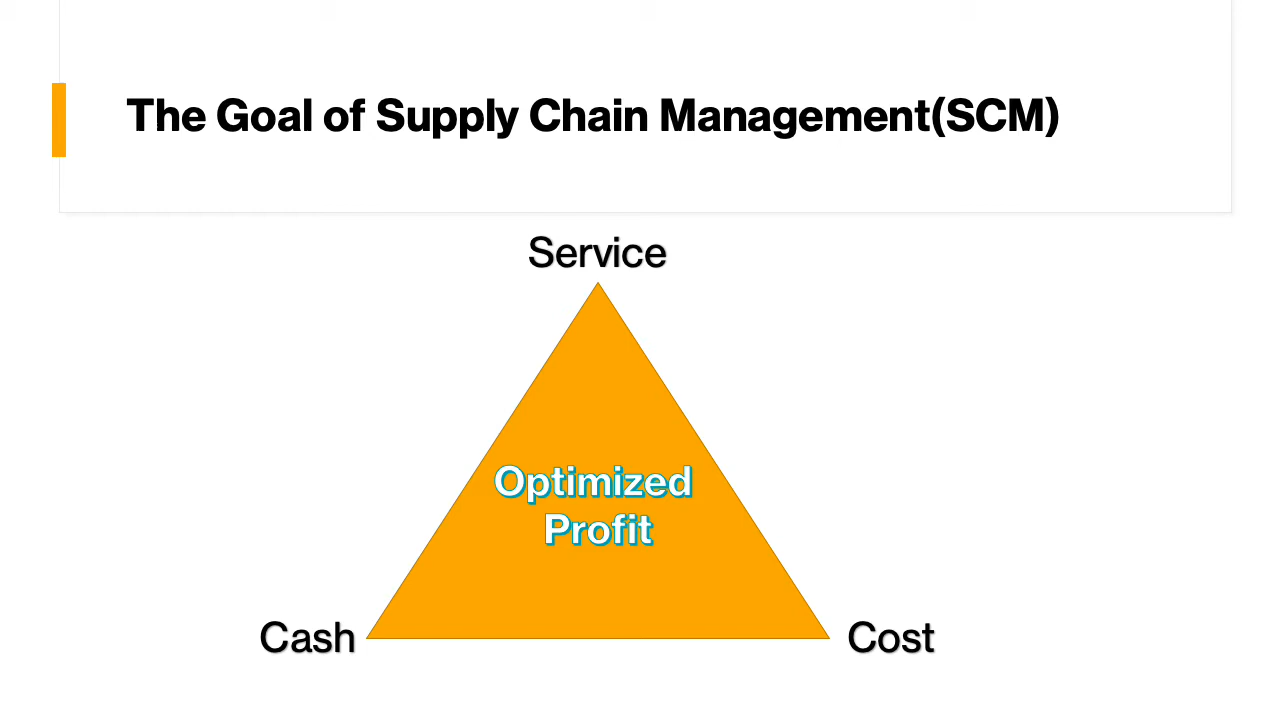 The Goal of Supply Chain Management(SCM)
Service
Optimized
Profit
Cash
Cost